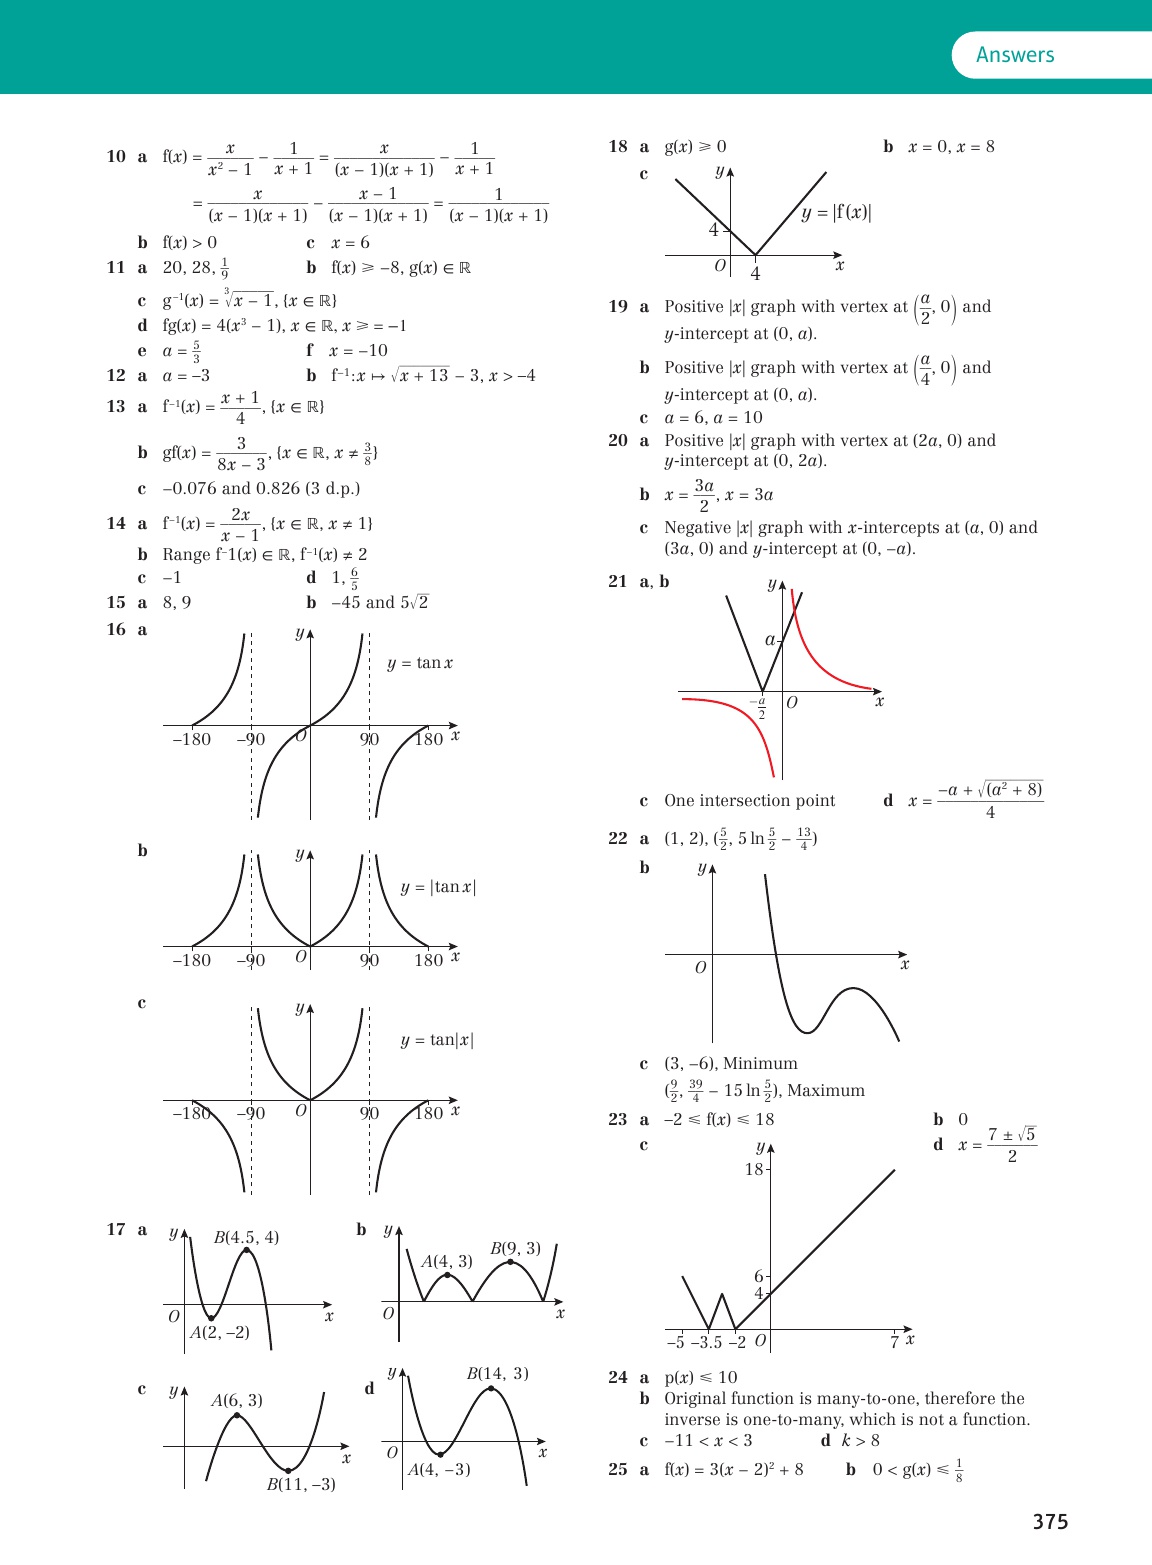 Answers
10 a f(x) = x/(x² − 1) − 1/(x + 1) = x/((x − 1)(x + 1)) − 1/(x + 1)
= x/((x − 1)(x + 1)) − (x − 1)/((x − 1)(x + 1)) = 1/((x − 1)(x + 1))
b f(x) > 0 c x = 6
11 a 20, 28, 1/9 b f(x) ⩾ −8, g(x) ∈ ℝ
c g⁻¹(x) = ∛(x − 1), {x ∈ ℝ}
d fg(x) = 4(x³ − 1), x ∈ ℝ, x ⩾ = −1
e a = 5/3 f x = −10
12 a a = −3 b f⁻¹: x ↦ √(x + 13) − 3, x > −4
13 a f⁻¹(x) = (x + 1)/4, {x ∈ ℝ}
b gf(x) = 3/(8x − 3), {x ∈ ℝ, x ≠ 3/8}
c −0.076 and 0.826 (3 d.p.)
14 a f⁻¹(x) = 2x/(x − 1), {x ∈ ℝ, x ≠ 1}
b Range f⁻1(x) ∈ ℝ, f⁻¹(x) ≠ 2
c −1 d 1, 6/5
15 a 8, 9 b −45 and 5√2
16 a
y
y = tan x
−180 −90 O 90 180 x
b
y
y = |tan x|
−180 −90 O 90 180 x
c
y
y = tan|x|
−180 −90 O 90 180 x
17 a
y
B(4.5, 4)
O
x
A(2, −2)
b
y
A(4, 3)
B(9, 3)
O
x
c
y
A(6, 3)
x
B(11, −3)
d
y
B(14, 3)
O
x
A(4, −3)
18 a g(x) ⩾ 0 b x = 0, x = 8
c
y
y = |f(x)|
4
O 4 x
19 a Positive |x| graph with vertex at (a/2, 0) and
y-intercept at (0, a).
b Positive |x| graph with vertex at (a/4, 0) and
y-intercept at (0, a).
c a = 6, a = 10
20 a Positive |x| graph with vertex at (2a, 0) and
y-intercept at (0, 2a).
b x = 3a/2, x = 3a
c Negative |x| graph with x-intercepts at (a, 0) and
(3a, 0) and y-intercept at (0, −a).
21 a, b
y
a
−a/2 O x
c One intersection point d x = (−a + √(a² + 8))/4
22 a (1, 2), (5/2, 5 ln 5/2 − 13/4)
b
y
O x
c (3, −6), Minimum
(9/2, 39/4 − 15 ln 5/2), Maximum
23 a −2 ⩽ f(x) ⩽ 18 b 0
c
y
18
6
4
−5 −3.5 −2 O 7 x
d x = (7 ± √5)/2
24 a p(x) ⩽ 10
b Original function is many-to-one, therefore the
inverse is one-to-many, which is not a function.
c −11 < x < 3 d k > 8
25 a f(x) = 3(x − 2)² + 8 b 0 < g(x) ⩽ 1/8
375